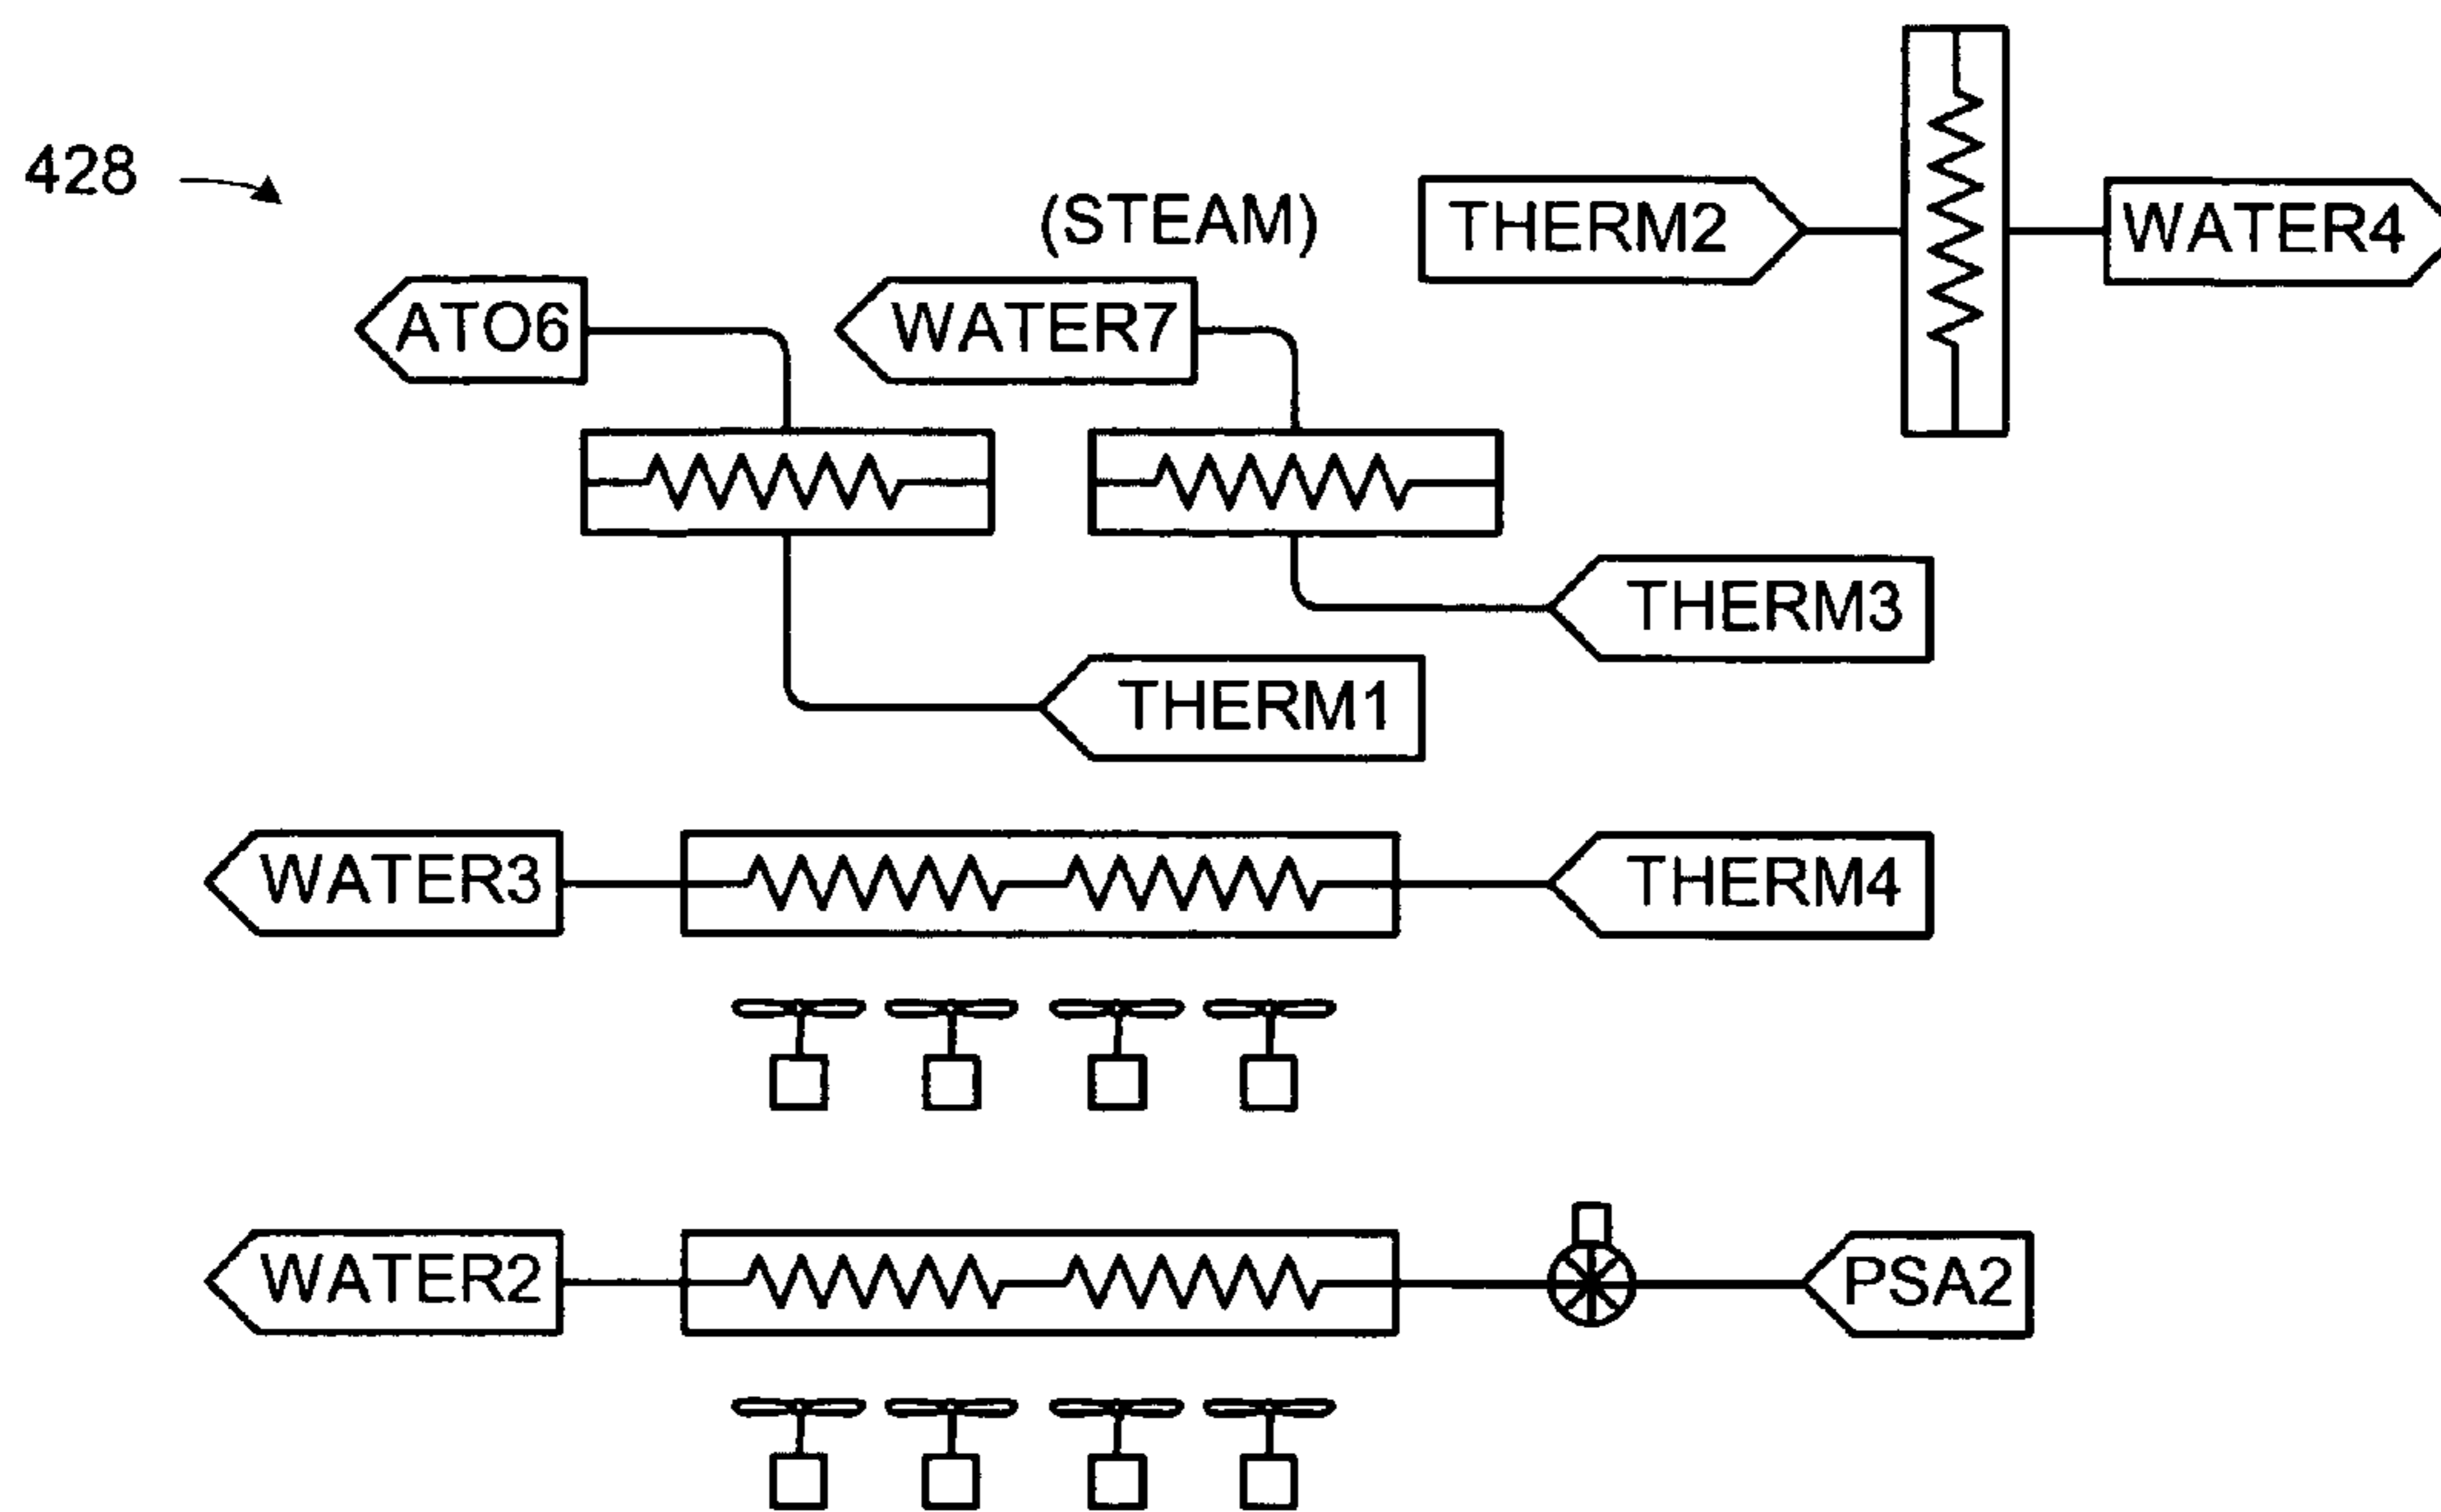 428
(STEAM)
THERM2
WATER4
ATO6
WATER7
THERM3
THERM1
WATER3
THERM4
WATER2
PSA2